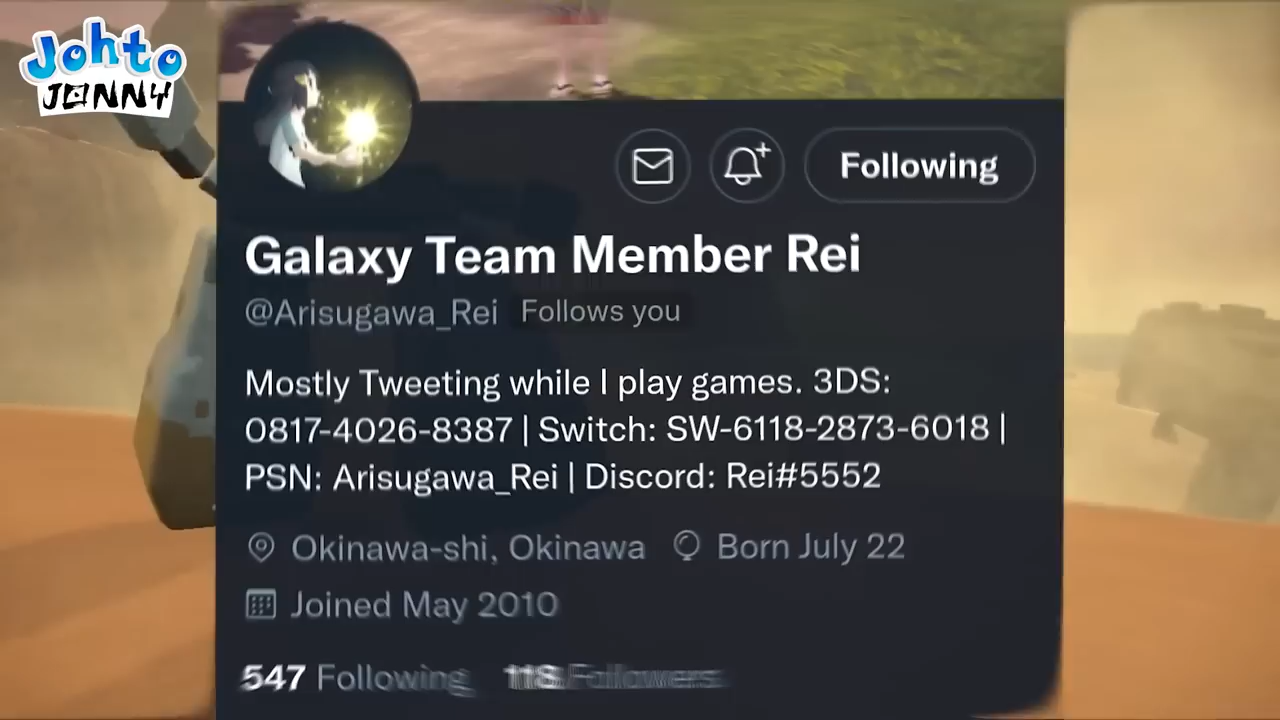 Johto
JONNY
Following
Galaxy Team Member Rei
@Arisugawa_Rei Follows you
Mostly Tweeting while I play games. 3DS:
0817-4026-8387 | Switch: SW-6118-2873-6018 |
PSN: Arisugawa_Rei | Discord: Rei#5552
Okinawa-shi, Okinawa Born July 22
Joined May 2010
547 Following 118 Followers